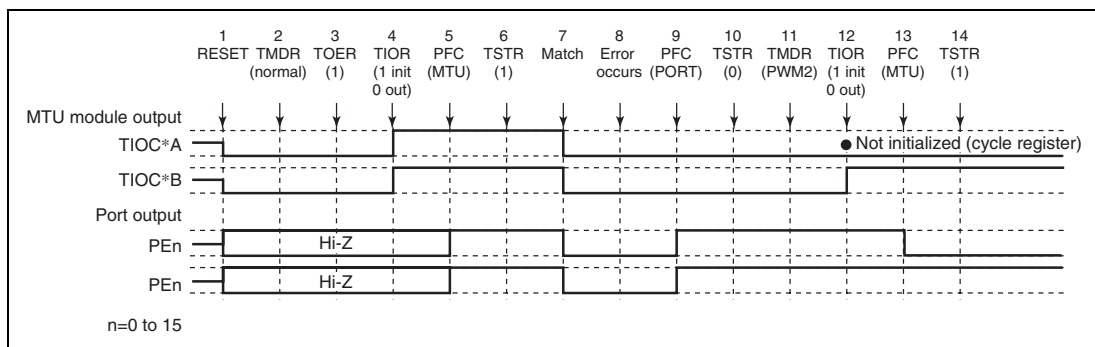 1 2 3 4 5 6 7 8 9 10 11 12 13 14
RESET TMDR TOER TIOR PFC TSTR Match Error PFC TSTR TMDR TIOR PFC TSTR
(normal) (1) (1 init (MTU) (1) occurs (PORT) (0) (PWM2) (1 init (MTU) (1)
0 out) 0 out)
MTU module output
TIOC*A
● Not initialized (cycle register)
TIOC*B
Port output
PEn
Hi-Z
PEn
Hi-Z
n=0 to 15